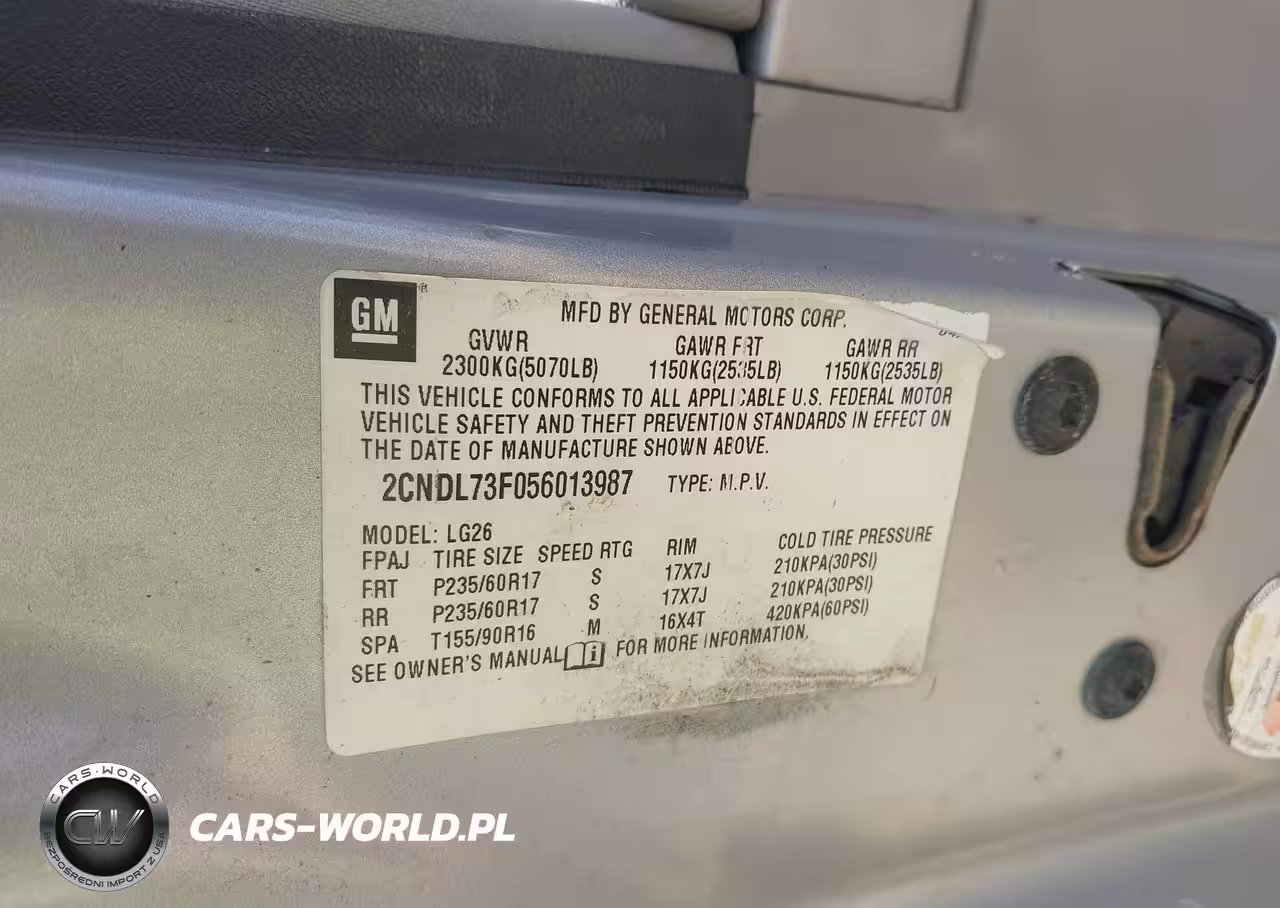 GM
MFD BY GENERAL MOTORS CORP.
GVWR GAWR FRT GAWR RR
2300KG(5070LB) 1150KG(2535LB) 1150KG(2535LB)
THIS VEHICLE CONFORMS TO ALL APPLICABLE U.S. FEDERAL MOTOR
VEHICLE SAFETY AND THEFT PREVENTION STANDARDS IN EFFECT ON
THE DATE OF MANUFACTURE SHOWN ABOVE.
2CNDL73F056013987 TYPE: M.P.V.
MODEL: LG26
FPAJ TIRE SIZE SPEED RTG RIM COLD TIRE PRESSURE
FRT P235/60R17 S 17X7J 210KPA(30PSI)
RR P235/60R17 S 17X7J 210KPA(30PSI)
SPA T155/90R16 M 16X4T 420KPA(60PSI)
SEE OWNER'S MANUAL FOR MORE INFORMATION.
CARS-WORLD
CW
BEZPOŚREDNI IMPORT Z USA
CARS-WORLD.PL